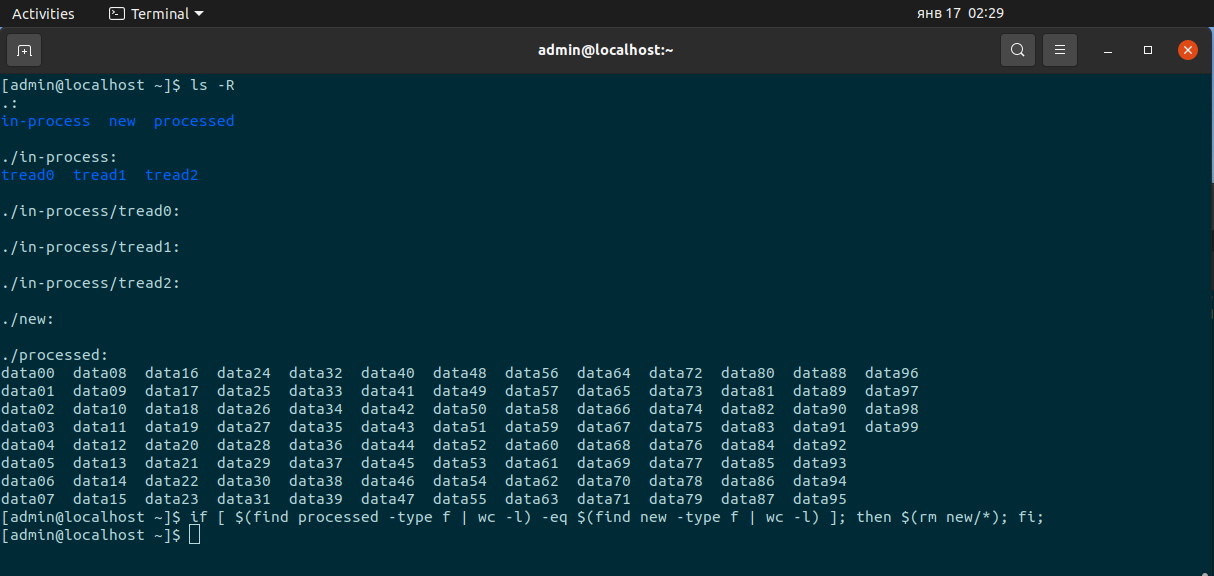 Activities Terminal янв 17 02:29
admin@localhost:~
[admin@localhost ~]$ ls -R
.:
in-process  new  processed
./in-process:
tread0  tread1  tread2
./in-process/tread0:
./in-process/tread1:
./in-process/tread2:
./new:
./processed:
data00  data08  data16  data24  data32  data40  data48  data56  data64  data72  data80  data88  data96
data01  data09  data17  data25  data33  data41  data49  data57  data65  data73  data81  data89  data97
data02  data10  data18  data26  data34  data42  data50  data58  data66  data74  data82  data90  data98
data03  data11  data19  data27  data35  data43  data51  data59  data67  data75  data83  data91  data99
data04  data12  data20  data28  data36  data44  data52  data60  data68  data76  data84  data92
data05  data13  data21  data29  data37  data45  data53  data61  data69  data77  data85  data93
data06  data14  data22  data30  data38  data46  data54  data62  data70  data78  data86  data94
data07  data15  data23  data31  data39  data47  data55  data63  data71  data79  data87  data95
[admin@localhost ~]$ if [ $(find processed -type f | wc -l) -eq $(find new -type f | wc -l) ]; then $(rm new/*); fi;
[admin@localhost ~]$